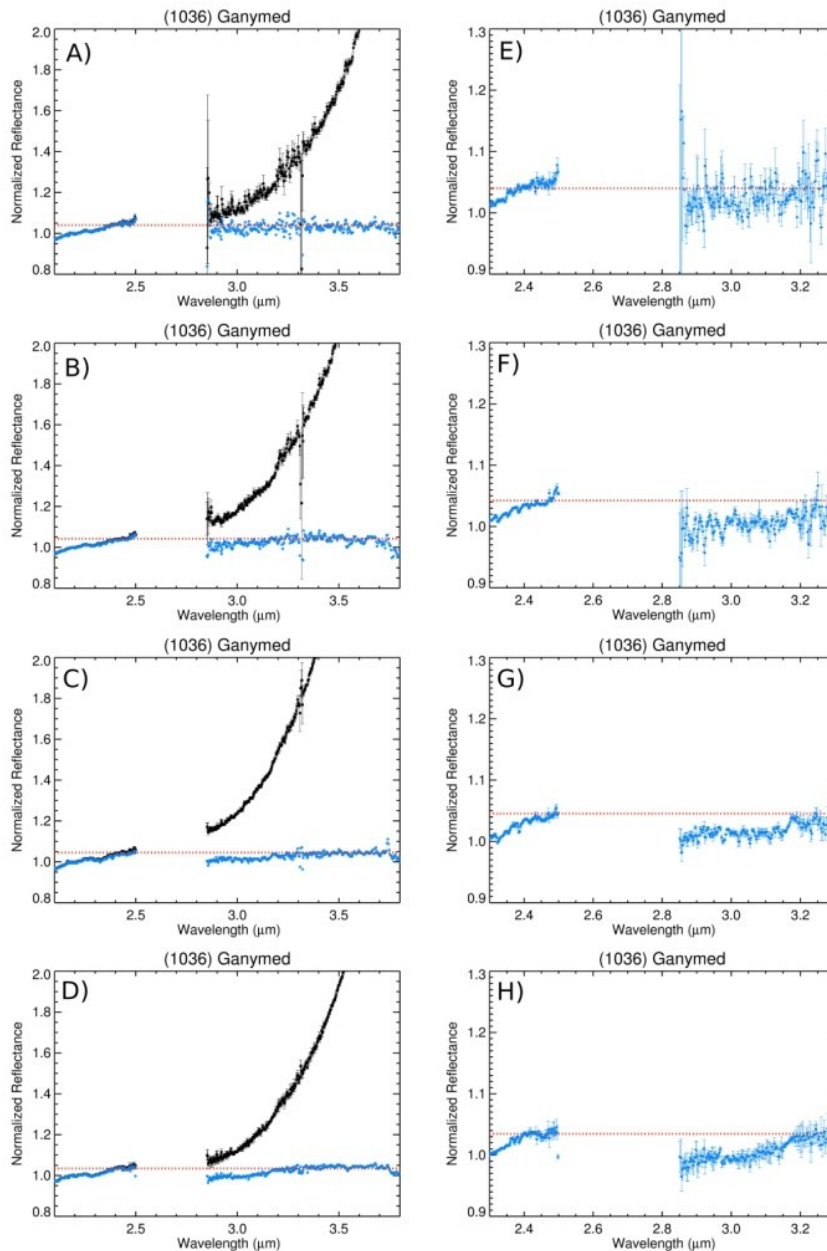 (1036) Ganymed
A)
Normalized Reflectance
2.0
1.8
1.6
1.4
1.2
1.0
0.8
2.5 3.0 3.5
Wavelength (μm)
(1036) Ganymed
E)
Normalized Reflectance
1.3
1.2
1.1
1.0
0.9
2.4 2.6 2.8 3.0 3.2
Wavelength (μm)
(1036) Ganymed
B)
Normalized Reflectance
2.0
1.8
1.6
1.4
1.2
1.0
0.8
2.5 3.0 3.5
Wavelength (μm)
(1036) Ganymed
F)
Normalized Reflectance
1.3
1.2
1.1
1.0
0.9
2.4 2.6 2.8 3.0 3.2
Wavelength (μm)
(1036) Ganymed
C)
Normalized Reflectance
2.0
1.8
1.6
1.4
1.2
1.0
0.8
2.5 3.0 3.5
Wavelength (μm)
(1036) Ganymed
G)
Normalized Reflectance
1.3
1.2
1.1
1.0
0.9
2.4 2.6 2.8 3.0 3.2
Wavelength (μm)
(1036) Ganymed
D)
Normalized Reflectance
2.0
1.8
1.6
1.4
1.2
1.0
0.8
2.5 3.0 3.5
Wavelength (μm)
(1036) Ganymed
H)
Normalized Reflectance
1.3
1.2
1.1
1.0
0.9
2.4 2.6 2.8 3.0 3.2
Wavelength (μm)